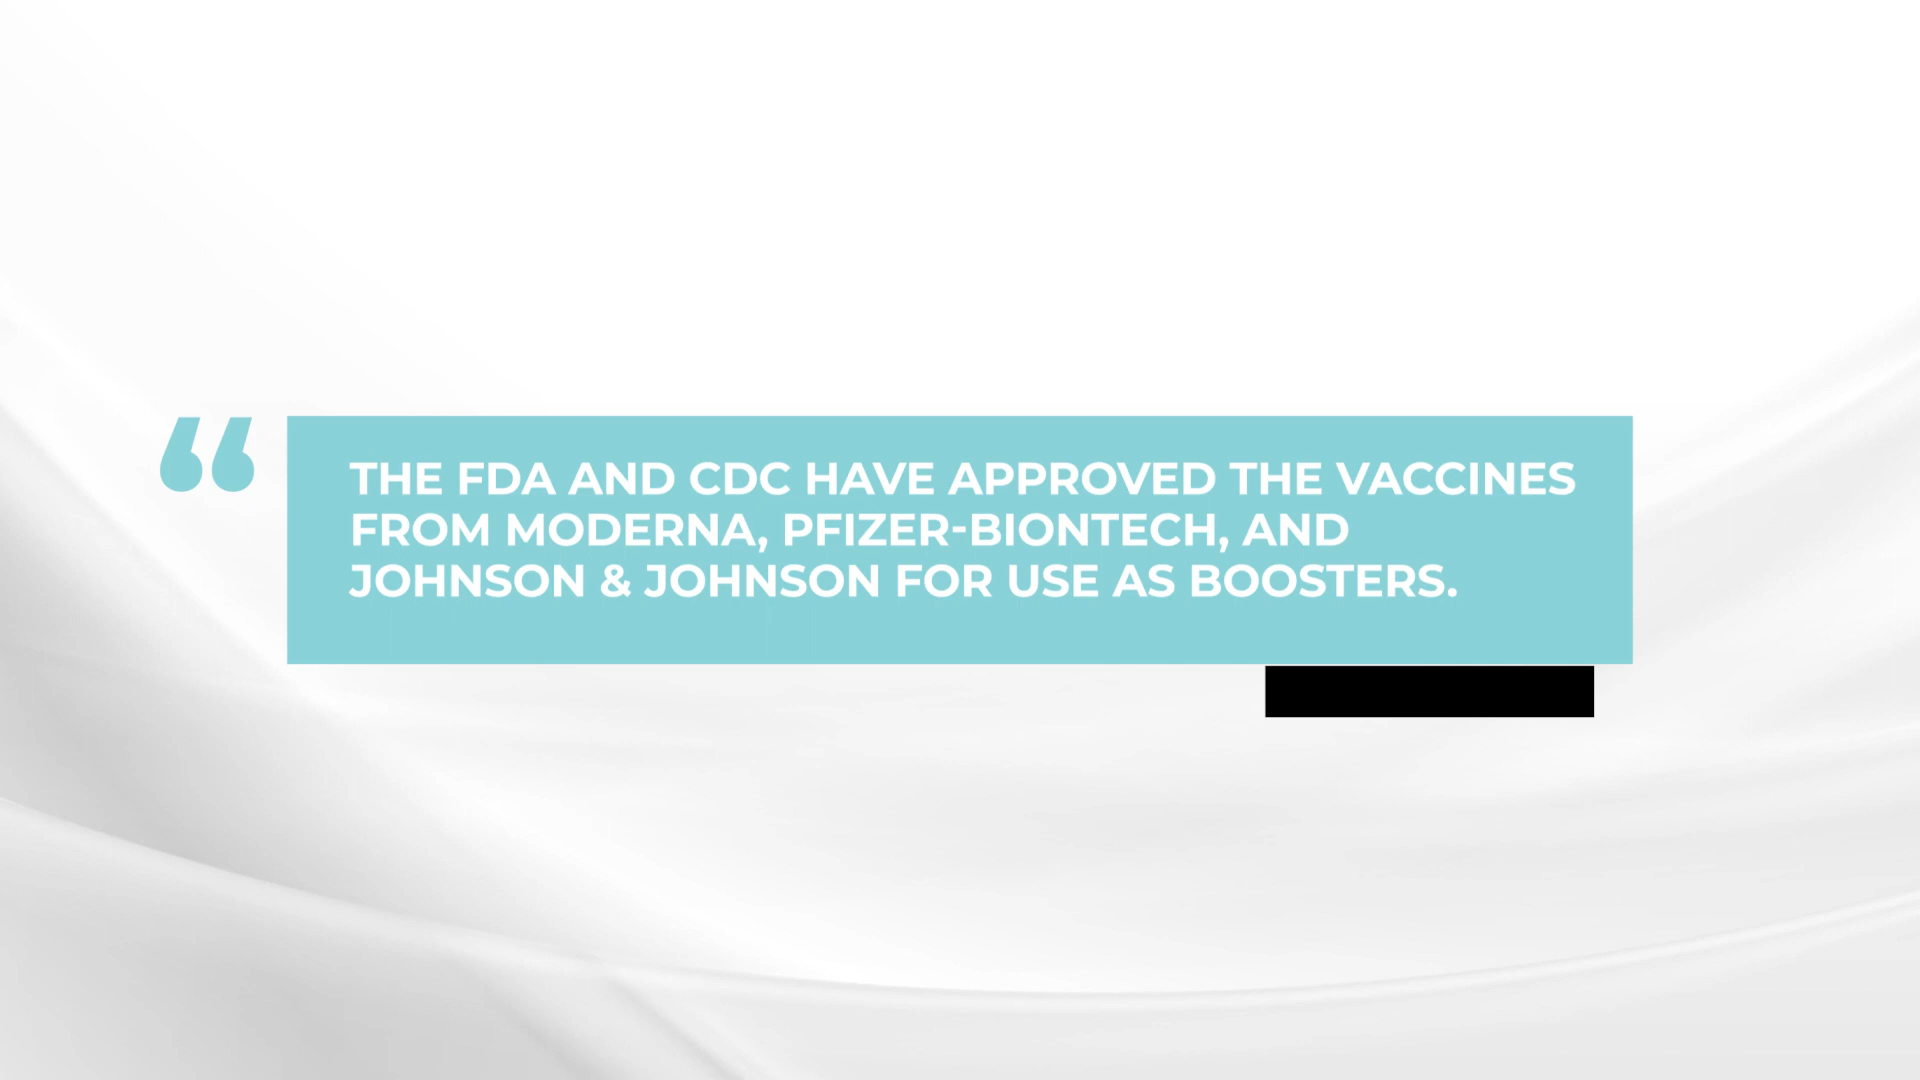 “
THE FDA AND CDC HAVE APPROVED THE VACCINES
FROM MODERNA, PFIZER-BIONTECH, AND
JOHNSON & JOHNSON FOR USE AS BOOSTERS.